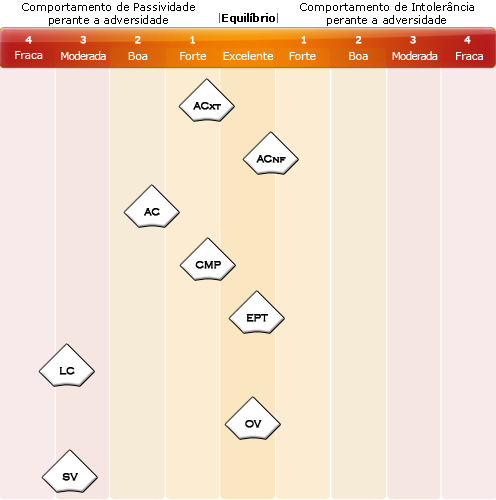 Comportamento de Passividade
perante a adversidade
|Equilíbrio|
Comportamento de Intolerância
perante a adversidade
4 3 2 1 1 2 3 4
Fraca Moderada Boa Forte Excelente Forte Boa Moderada Fraca
ACXT
ACNF
AC
CMP
EPT
LC
OV
SV